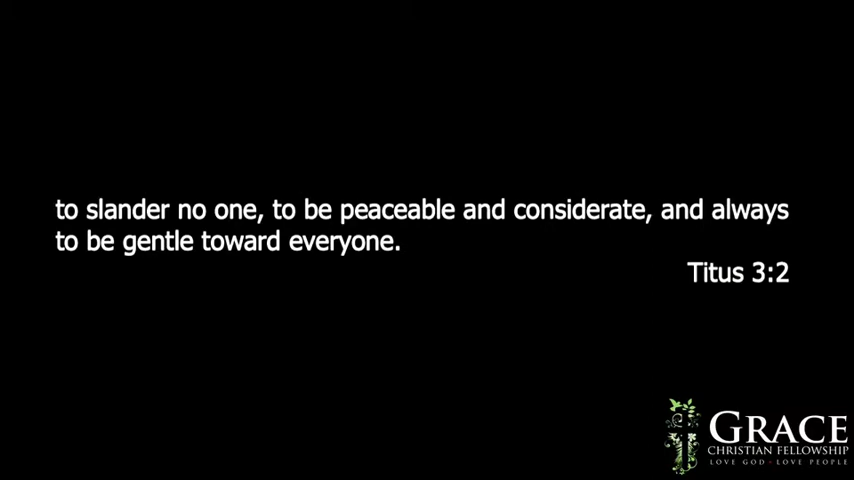 to slander no one, to be peaceable and considerate, and always
to be gentle toward everyone.
Titus 3:2
GRACE
CHRISTIAN FELLOWSHIP
LOVE GOD • LOVE PEOPLE